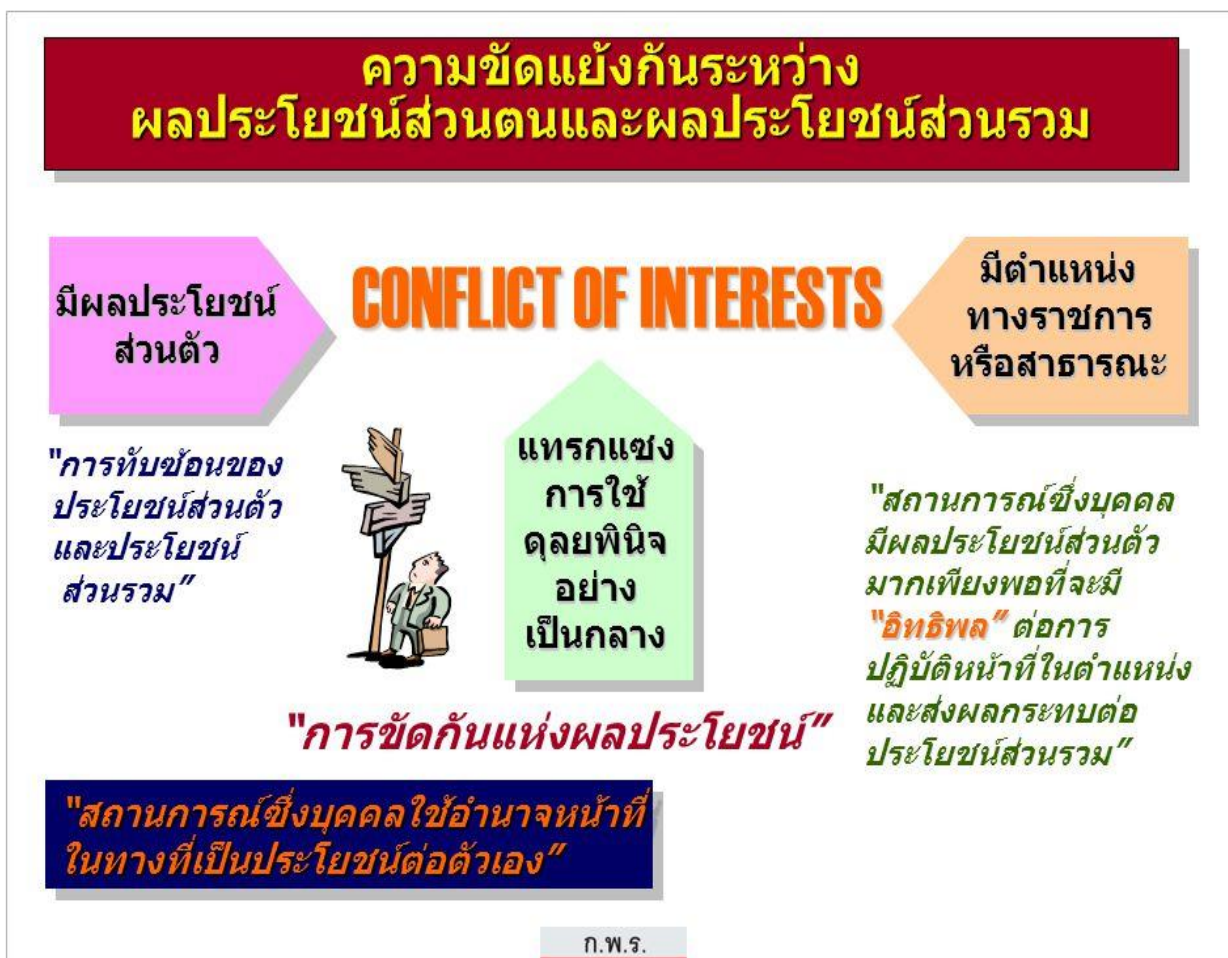 ความขัดแย้งกันระหว่าง
ผลประโยชน์ส่วนตนและผลประโยชน์ส่วนรวม
มีผลประโยชน์
ส่วนตัว
CONFLICT OF INTERESTS
มีตำแหน่ง
ทางราชการ
หรือสาธารณะ
"การทับซ้อนของ
ประโยชน์ส่วนตัว
และประโยชน์
ส่วนรวม"
แทรกแซง
การใช้
ดุลยพินิจ
อย่าง
เป็นกลาง
"สถานการณ์ซึ่งบุคคล
มีผลประโยชน์ส่วนตัว
มากเพียงพอที่จะมี
"อิทธิพล" ต่อการ
ปฏิบัติหน้าที่ในตำแหน่ง
และส่งผลกระทบต่อ
ประโยชน์ส่วนรวม"
"การขัดกันแห่งผลประโยชน์"
"สถานการณ์ซึ่งบุคคลใช้อำนาจหน้าที่
ในทางที่เป็นประโยชน์ต่อตัวเอง"
ก.พ.ร.